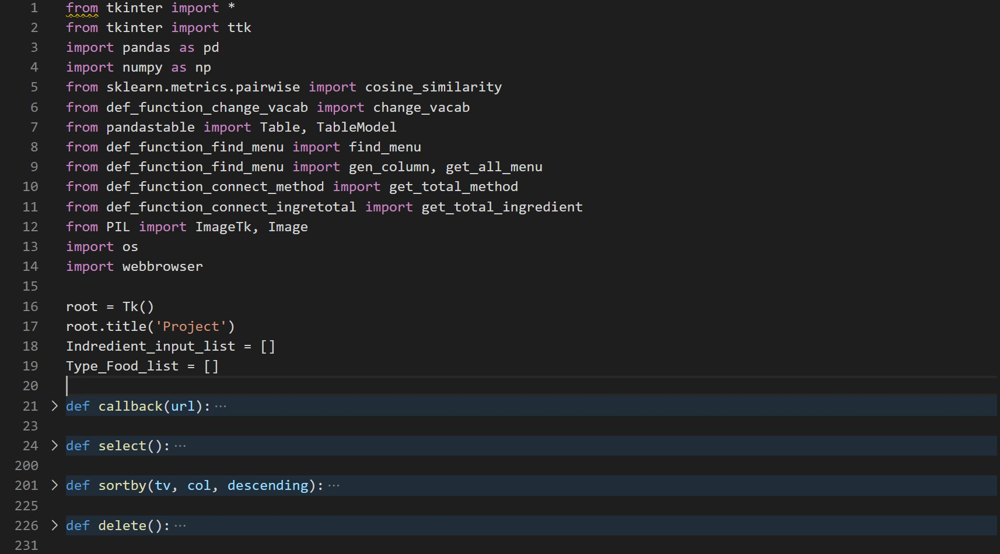 1 from tkinter import *
2 from tkinter import ttk
3 import pandas as pd
4 import numpy as np
5 from sklearn.metrics.pairwise import cosine_similarity
6 from def_function_change_vacab import change_vacab
7 from pandastable import Table, TableModel
8 from def_function_find_menu import find_menu
9 from def_function_find_menu import gen_column, get_all_menu
10 from def_function_connect_method import get_total_method
11 from def_function_connect_ingretotal import get_total_ingredient
12 from PIL import ImageTk, Image
13 import os
14 import webbrowser
15
16 root = Tk()
17 root.title('Project')
18 Indredient_input_list = []
19 Type_Food_list = []
20
21 > def callback(url):···
23
24 > def select():···
200
201 > def sortby(tv, col, descending):···
225
226 > def delete():···
231